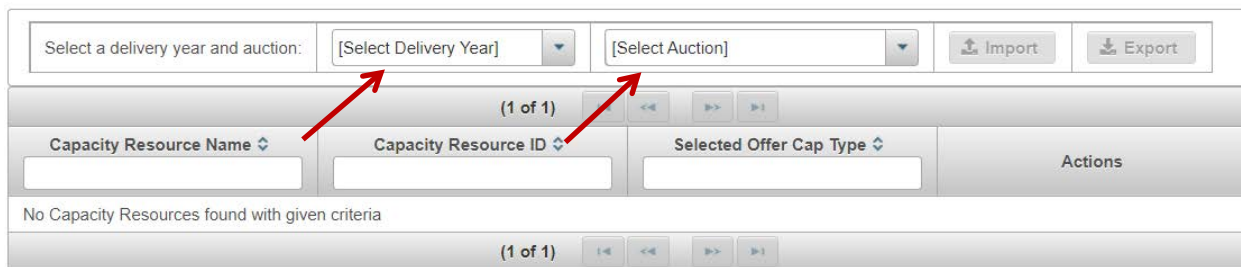 Select a delivery year and auction: [Select Delivery Year] [Select Auction] Import Export
(1 of 1)
Capacity Resource Name Capacity Resource ID Selected Offer Cap Type Actions
No Capacity Resources found with given criteria
(1 of 1)